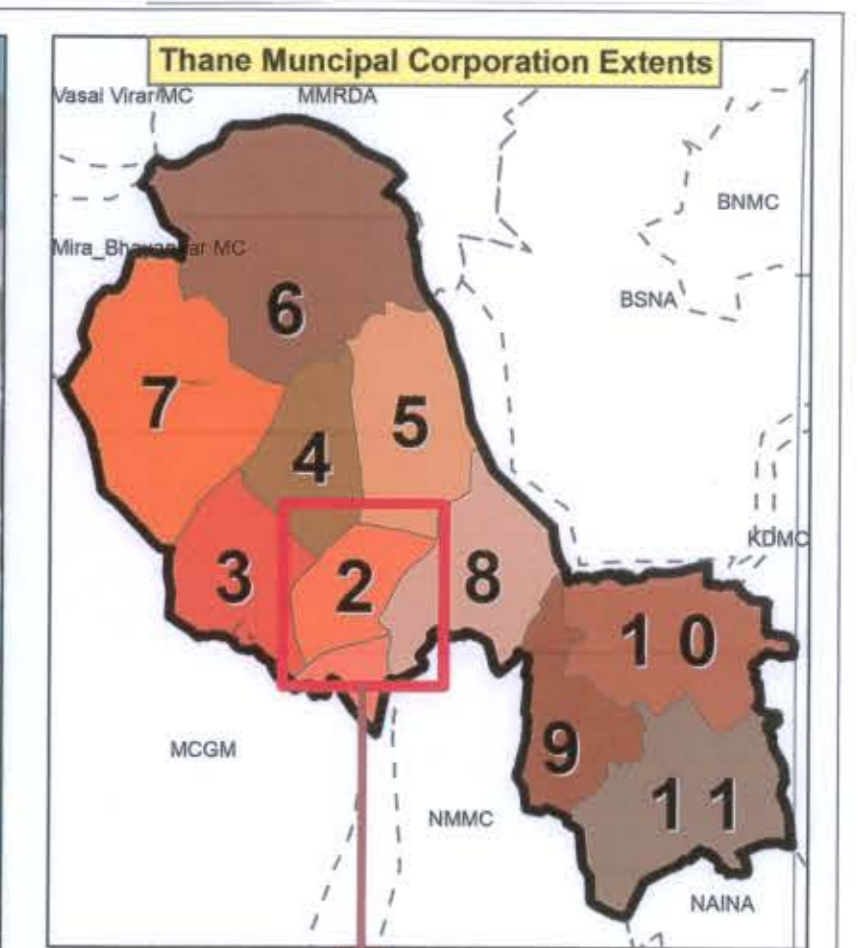 Thane Muncipal Corporation Extents
Vasai Virar MC
MMRDA
BNMC
Mira_Bhayandar MC
BSNA
6
7
5
4
KDMC
3
2
8
10
MCGM
9
11
NMMC
NAINA